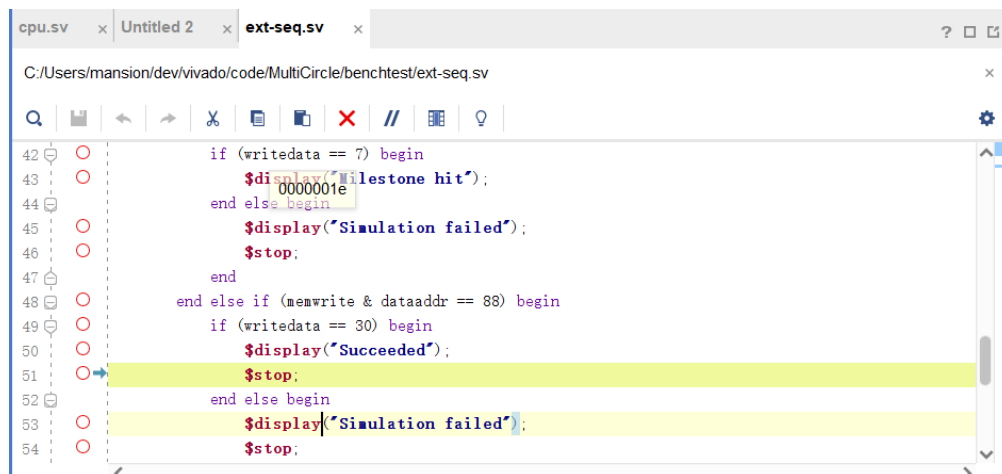 cpu.sv × Untitled 2 × ext-seq.sv × ?
C:/Users/mansion/dev/vivado/code/MultiCircle/benchtest/ext-seq.sv ×
42 if (writedata == 7) begin
43 $display("Milestone hit");
0000001e
44 end else begin
45 $display("Simulation failed");
46 $stop;
47 end
48 end else if (memwrite & dataaddr == 88) begin
49 if (writedata == 30) begin
50 $display("Succeeded");
51 $stop;
52 end else begin
53 $display("Simulation failed");
54 $stop;